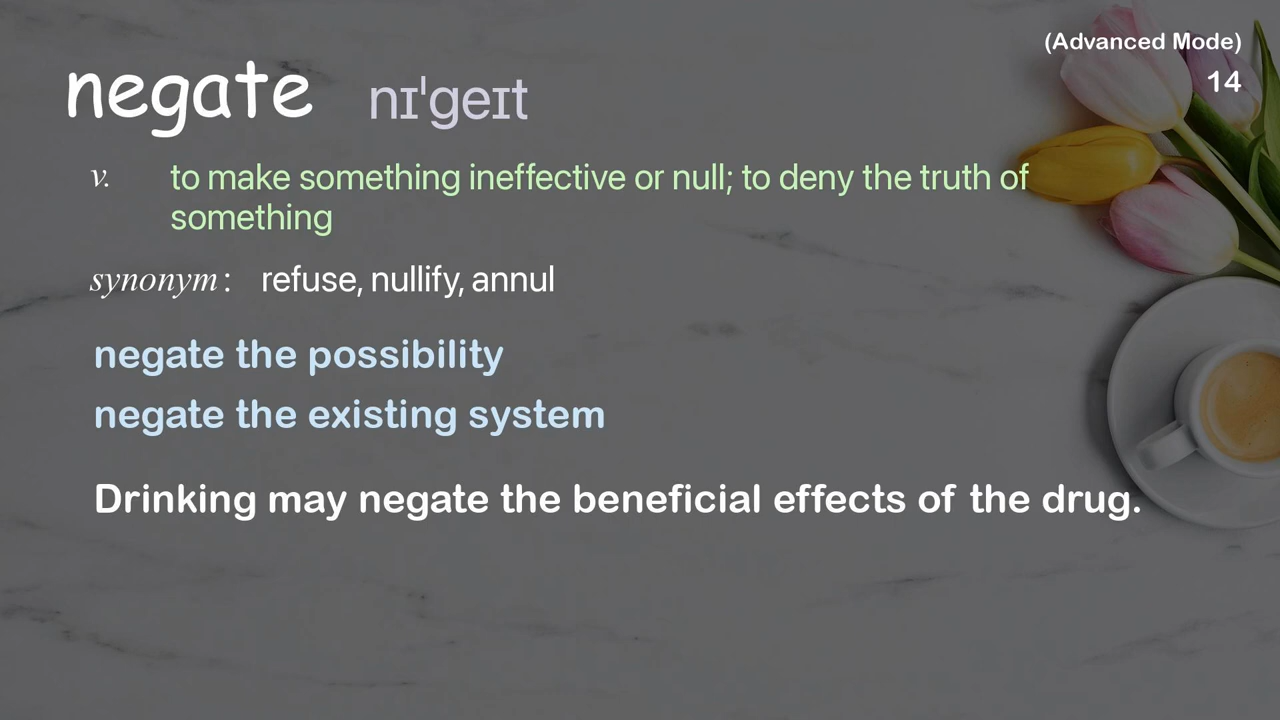 (Advanced Mode)
14
negate nɪˈgeɪt
v. to make something ineffective or null; to deny the truth of
something
synonym: refuse, nullify, annul
negate the possibility
negate the existing system
Drinking may negate the beneficial effects of the drug.